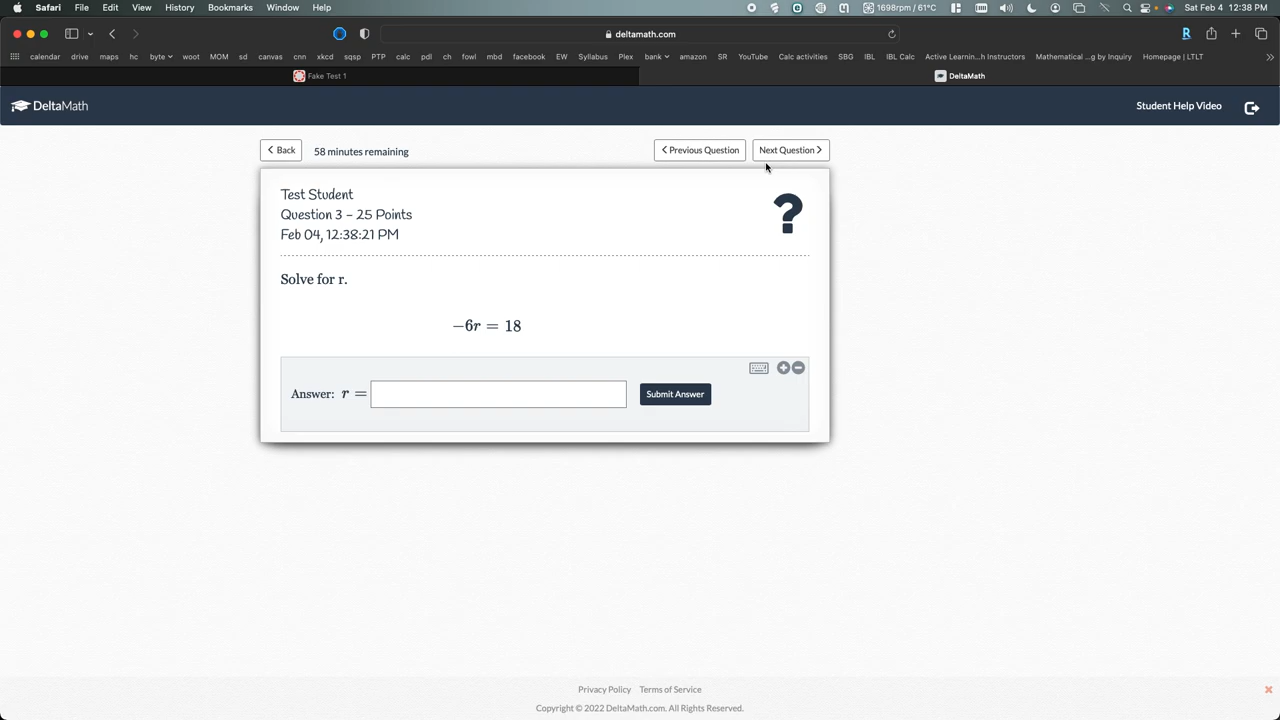 Safari File Edit View History Bookmarks Window Help 1698rpm / 61°C Sat Feb 4 12:38 PM
deltamath.com
calendar drive maps hc byte woot MOM sd canvas cnn xkcd sqsp PTP calc pdl ch fowl mbd facebook EW Syllabus Plex bank amazon SR YouTube Calc activities SBG IBL IBL Calc Active Learnin...h Instructors Mathematical ...g by Inquiry Homepage | LTLT
Fake Test 1 DeltaMath
DeltaMath Student Help Video
Back 58 minutes remaining Previous Question Next Question
Test Student
Question 3 - 25 Points
Feb 04, 12:38:21 PM
?
Solve for r.
−6r = 18
Answer: r = Submit Answer
Privacy Policy Terms of Service
Copyright © 2022 DeltaMath.com. All Rights Reserved.